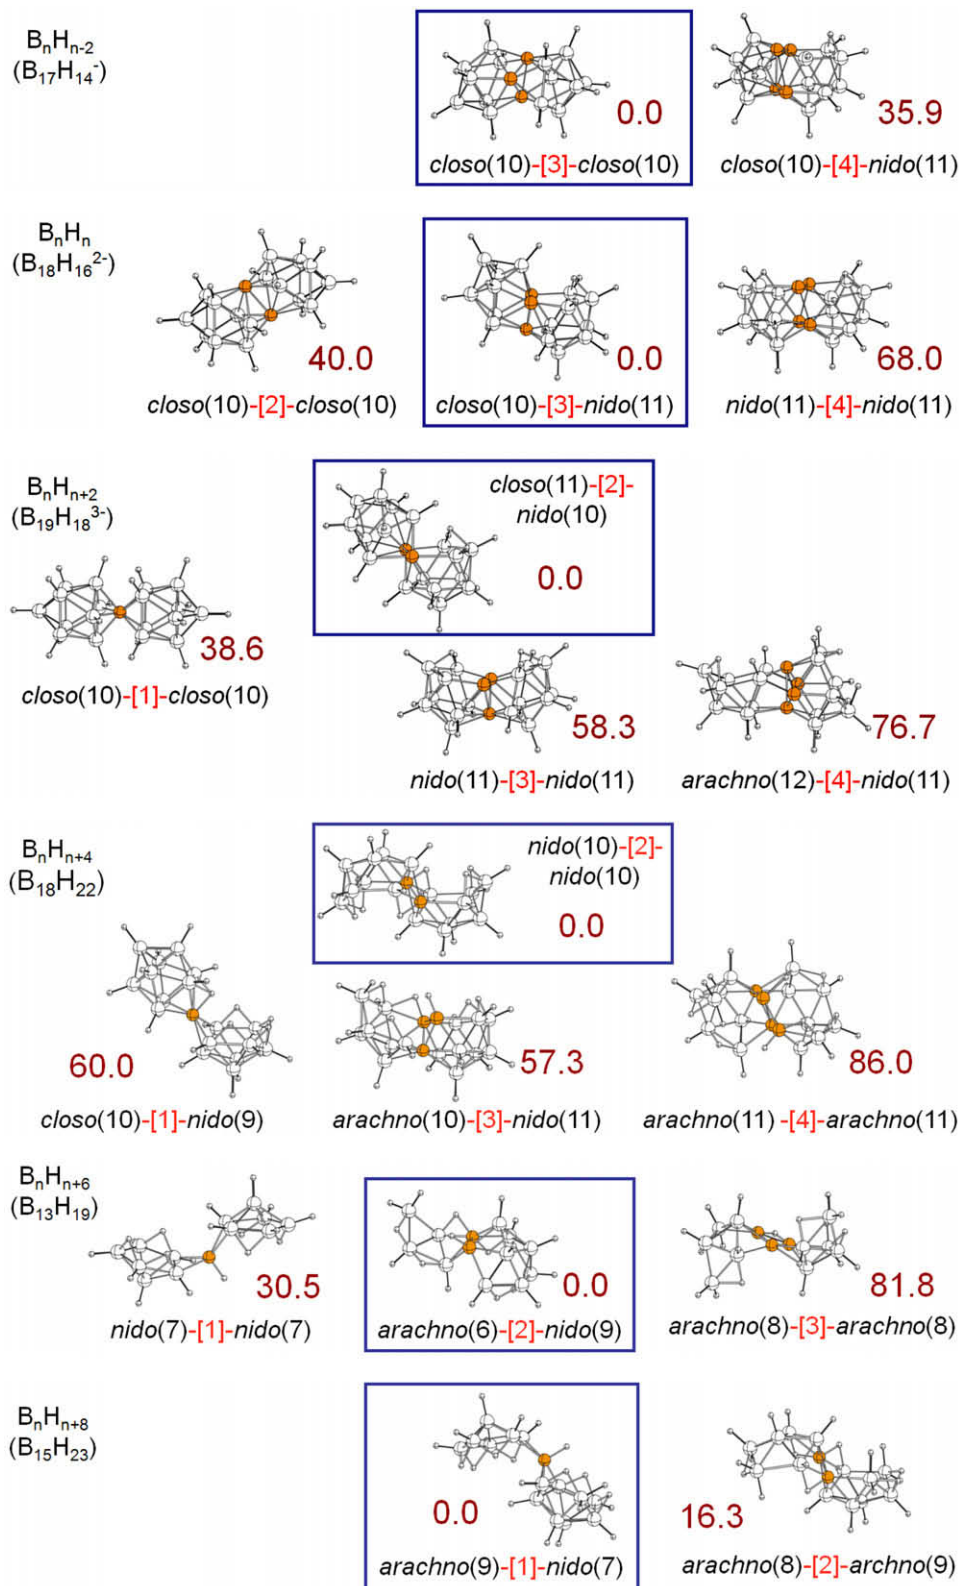 BnHn-2
(B17H14-)
0.0
closo(10)-[3]-closo(10)
35.9
closo(10)-[4]-nido(11)
BnHn
(B18H16 2-)
40.0
closo(10)-[2]-closo(10)
0.0
closo(10)-[3]-nido(11)
68.0
nido(11)-[4]-nido(11)
BnHn+2
(B19H18 3-)
38.6
closo(10)-[1]-closo(10)
closo(11)-[2]-
nido(10)
0.0
58.3
nido(11)-[3]-nido(11)
76.7
arachno(12)-[4]-nido(11)
BnHn+4
(B18H22)
60.0
closo(10)-[1]-nido(9)
nido(10)-[2]-
nido(10)
0.0
57.3
arachno(10)-[3]-nido(11)
86.0
arachno(11) -[4]-arachno(11)
BnHn+6
(B13H19)
30.5
nido(7)-[1]-nido(7)
0.0
arachno(6)-[2]-nido(9)
81.8
arachno(8)-[3]-arachno(8)
BnHn+8
(B15H23)
0.0
arachno(9)-[1]-nido(7)
16.3
arachno(8)-[2]-archno(9)